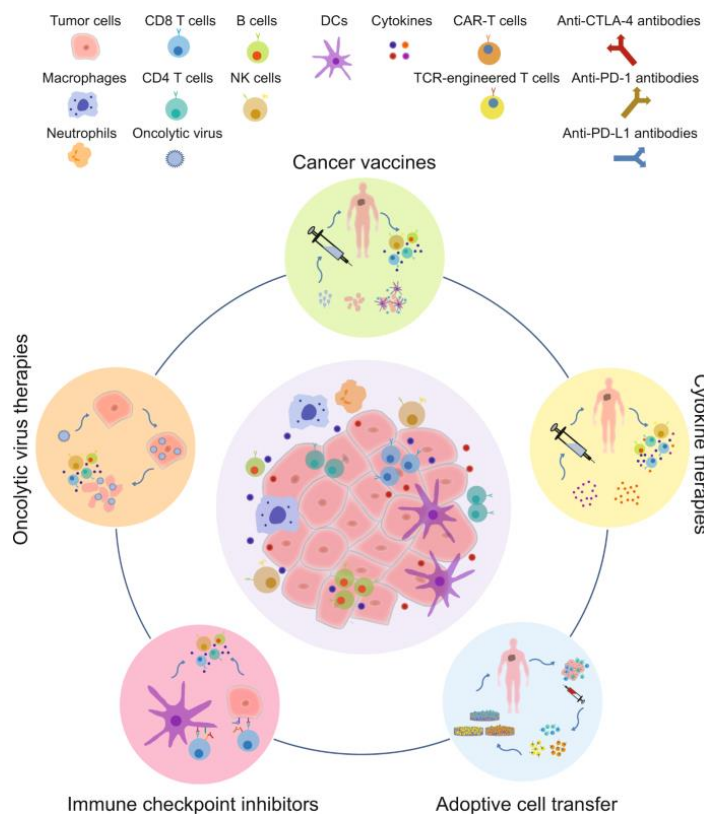 Tumor cells
CD8 T cells
B cells
DCs
Cytokines
CAR-T cells
Anti-CTLA-4 antibodies
Macrophages
CD4 T cells
NK cells
TCR-engineered T cells
Anti-PD-1 antibodies
Neutrophils
Oncolytic virus
Anti-PD-L1 antibodies
Cancer vaccines
Oncolytic virus therapies
Cytokine therapies
Immune checkpoint inhibitors
Adoptive cell transfer